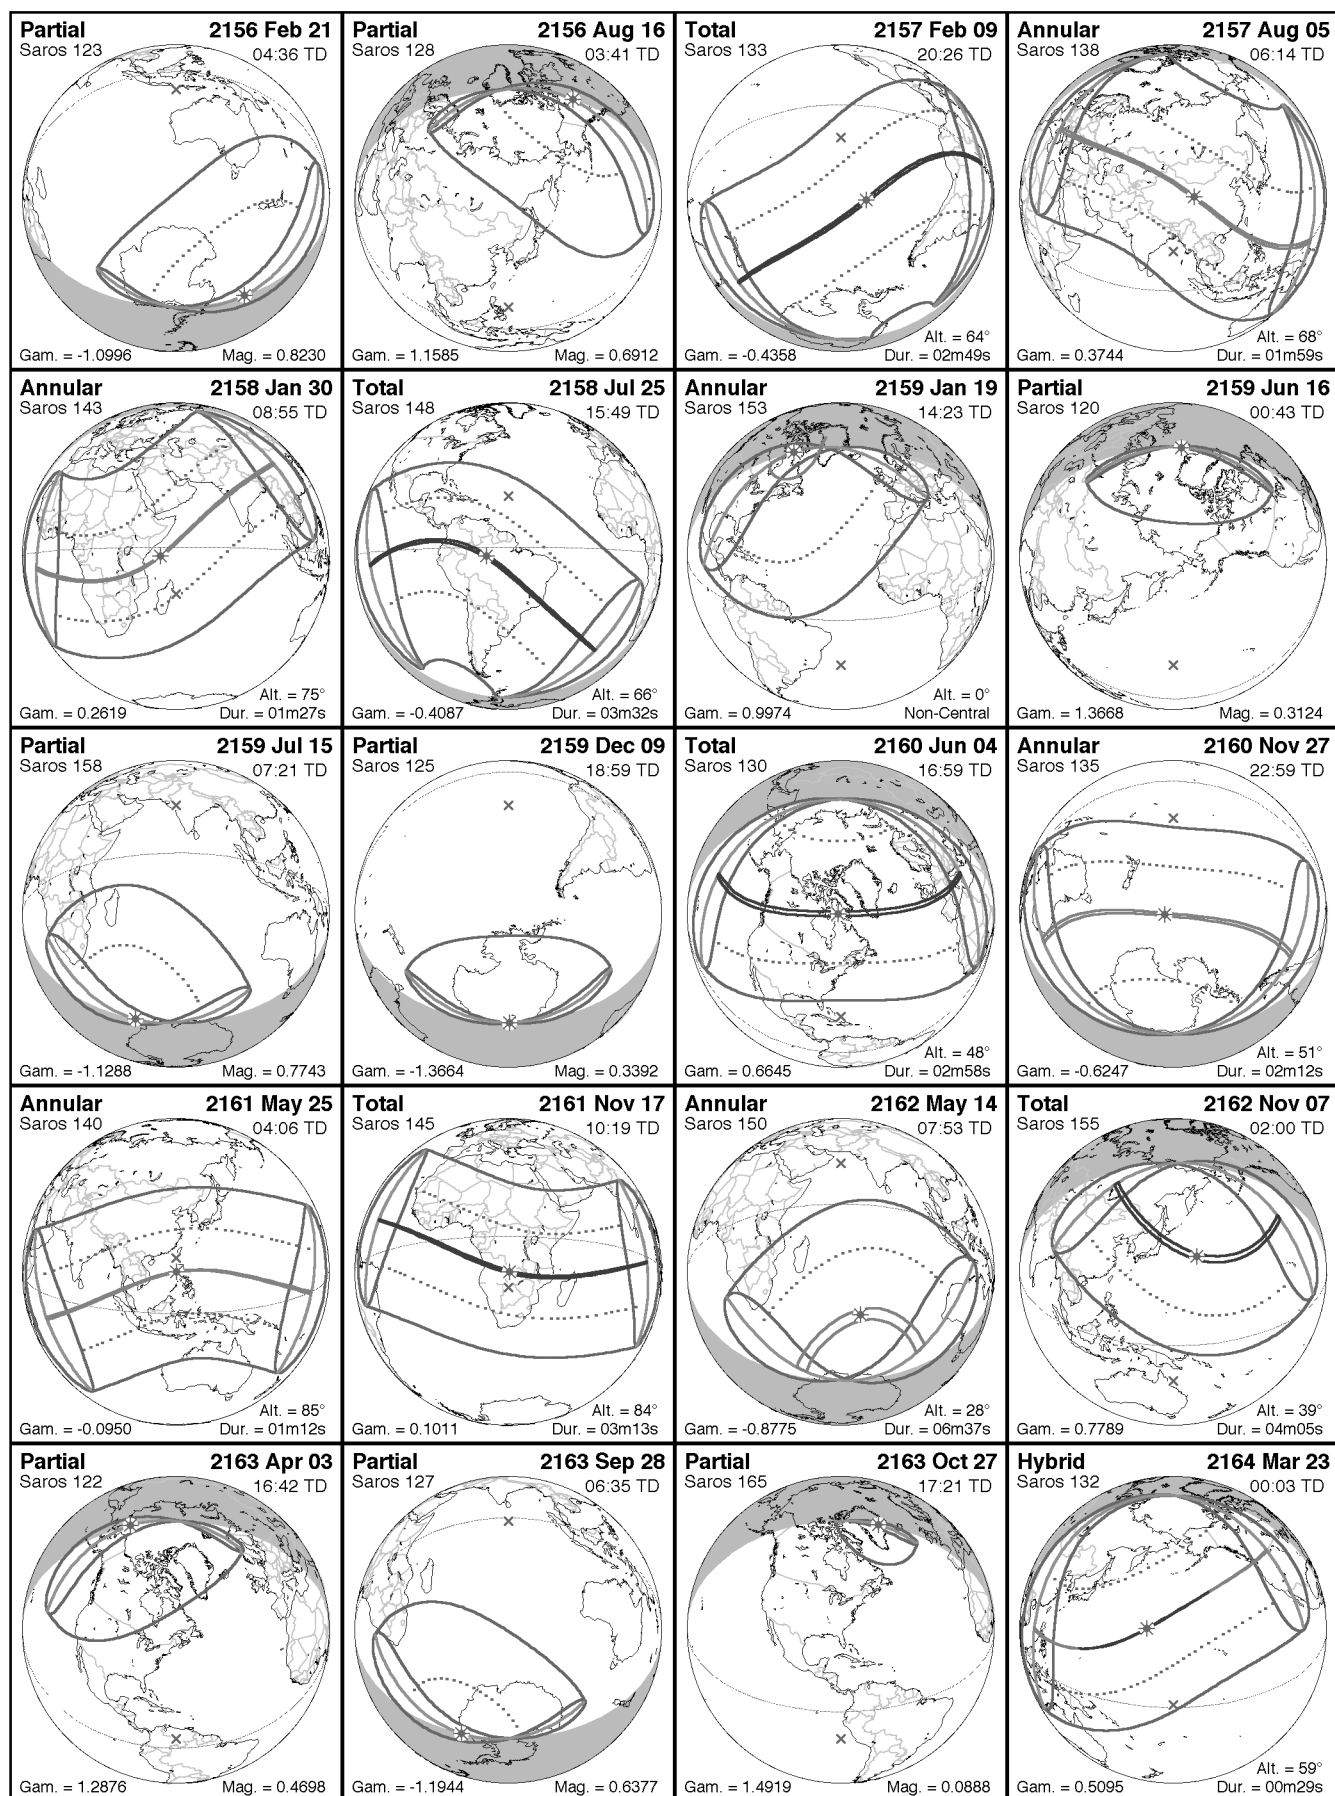 Partial 2156 Feb 21
Saros 123 04:36 TD
Gam. = -1.0996 Mag. = 0.8230
Partial 2156 Aug 16
Saros 128 03:41 TD
Gam. = 1.1585 Mag. = 0.6912
Total 2157 Feb 09
Saros 133 20:26 TD
Alt. = 64°
Gam. = -0.4358 Dur. = 02m49s
Annular 2157 Aug 05
Saros 138 06:14 TD
Alt. = 68°
Gam. = 0.3744 Dur. = 01m59s
Annular 2158 Jan 30
Saros 143 08:55 TD
Alt. = 75°
Gam. = 0.2619 Dur. = 01m27s
Total 2158 Jul 25
Saros 148 15:49 TD
Alt. = 66°
Gam. = -0.4087 Dur. = 03m32s
Annular 2159 Jan 19
Saros 153 14:23 TD
Alt. = 0°
Gam. = 0.9974 Non-Central
Partial 2159 Jun 16
Saros 120 00:43 TD
Gam. = 1.3668 Mag. = 0.3124
Partial 2159 Jul 15
Saros 158 07:21 TD
Gam. = -1.1288 Mag. = 0.7743
Partial 2159 Dec 09
Saros 125 18:59 TD
Gam. = -1.3664 Mag. = 0.3392
Total 2160 Jun 04
Saros 130 16:59 TD
Alt. = 48°
Gam. = 0.6645 Dur. = 02m58s
Annular 2160 Nov 27
Saros 135 22:59 TD
Alt. = 51°
Gam. = -0.6247 Dur. = 02m12s
Annular 2161 May 25
Saros 140 04:06 TD
Alt. = 85°
Gam. = -0.0950 Dur. = 01m12s
Total 2161 Nov 17
Saros 145 10:19 TD
Alt. = 84°
Gam. = 0.1011 Dur. = 03m13s
Annular 2162 May 14
Saros 150 07:53 TD
Alt. = 28°
Gam. = -0.8775 Dur. = 06m37s
Total 2162 Nov 07
Saros 155 02:00 TD
Alt. = 39°
Gam. = 0.7789 Dur. = 04m05s
Partial 2163 Apr 03
Saros 122 16:42 TD
Gam. = 1.2876 Mag. = 0.4698
Partial 2163 Sep 28
Saros 127 06:35 TD
Gam. = -1.1944 Mag. = 0.6377
Partial 2163 Oct 27
Saros 165 17:21 TD
Gam. = 1.4919 Mag. = 0.0888
Hybrid 2164 Mar 23
Saros 132 00:03 TD
Alt. = 59°
Gam. = 0.5095 Dur. = 00m29s